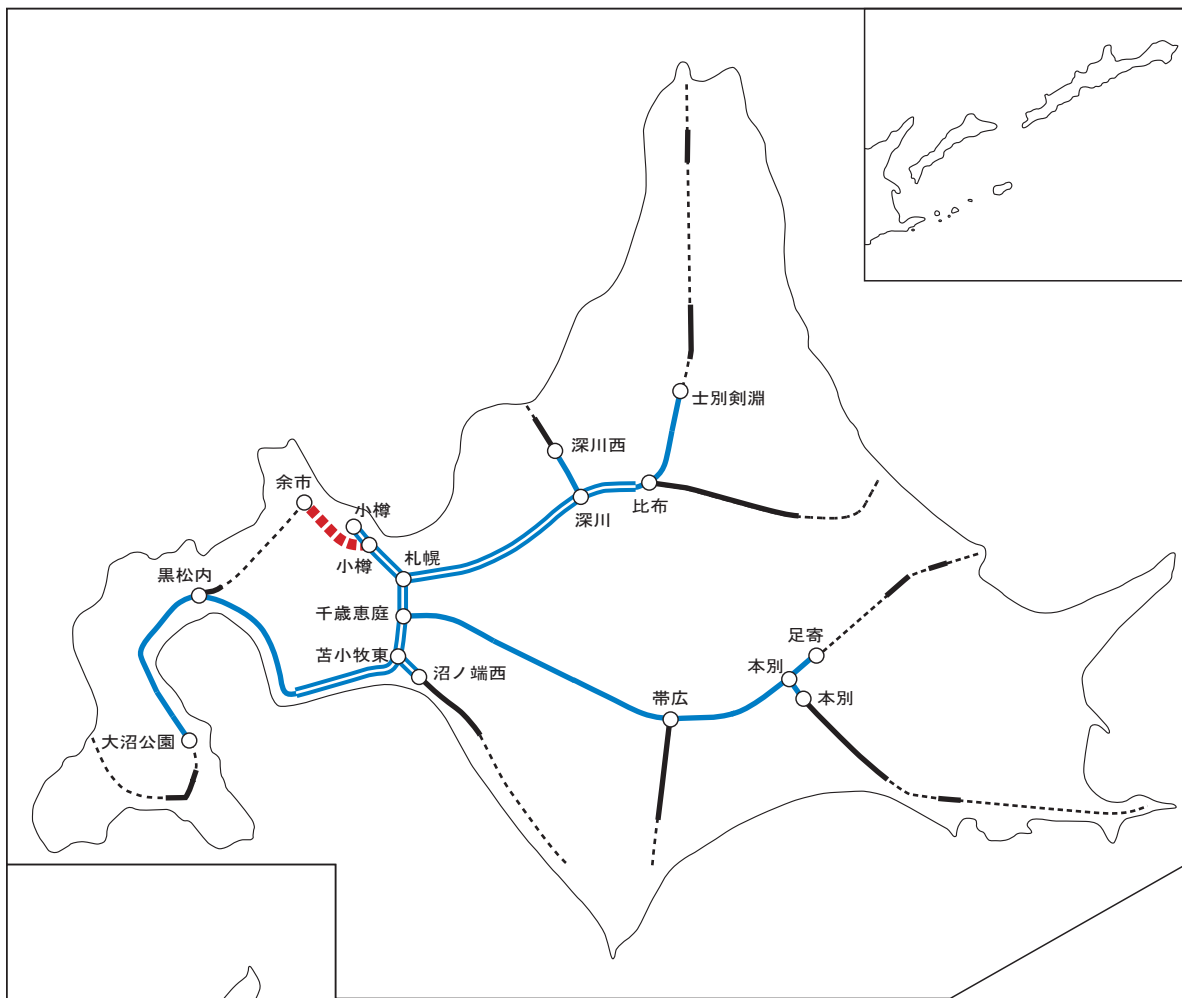 士別剣淵
深川西
余市
比布
小樽
深川
小樽
札幌
黒松内
千歳恵庭
足寄
苫小牧東
本別
沼ノ端西
帯広
本別
大沼公園